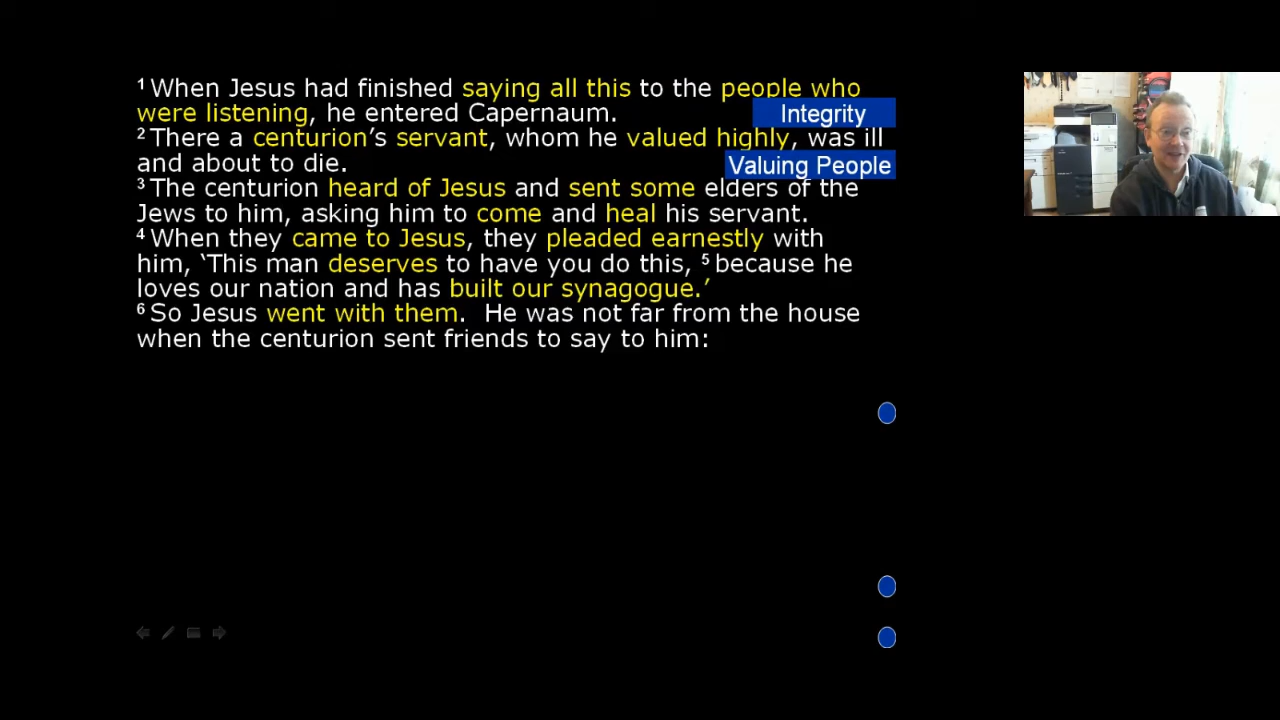 ¹When Jesus had finished saying all this to the people who
were listening, he entered Capernaum.
Integrity
²There a centurion’s servant, whom he valued highly, was ill
and about to die.
Valuing People
³The centurion heard of Jesus and sent some elders of the
Jews to him, asking him to come and heal his servant.
⁴When they came to Jesus, they pleaded earnestly with
him, ‘This man deserves to have you do this, ⁵because he
loves our nation and has built our synagogue.’
⁶So Jesus went with them.  He was not far from the house
when the centurion sent friends to say to him: